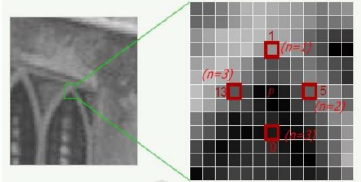 1
(n=1)
(n=3)
13
p
5
(n=2)
9
(n=3)